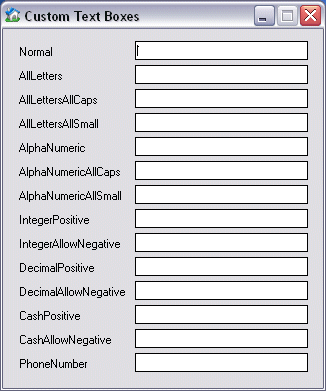 Custom Text Boxes
Normal
AllLetters
AllLettersAllCaps
AllLettersAllSmall
AlphaNumeric
AlphaNumericAllCaps
AlphaNumericAllSmall
IntegerPositive
IntegerAllowNegative
DecimalPositive
DecimalAllowNegative
CashPositive
CashAllowNegative
PhoneNumber